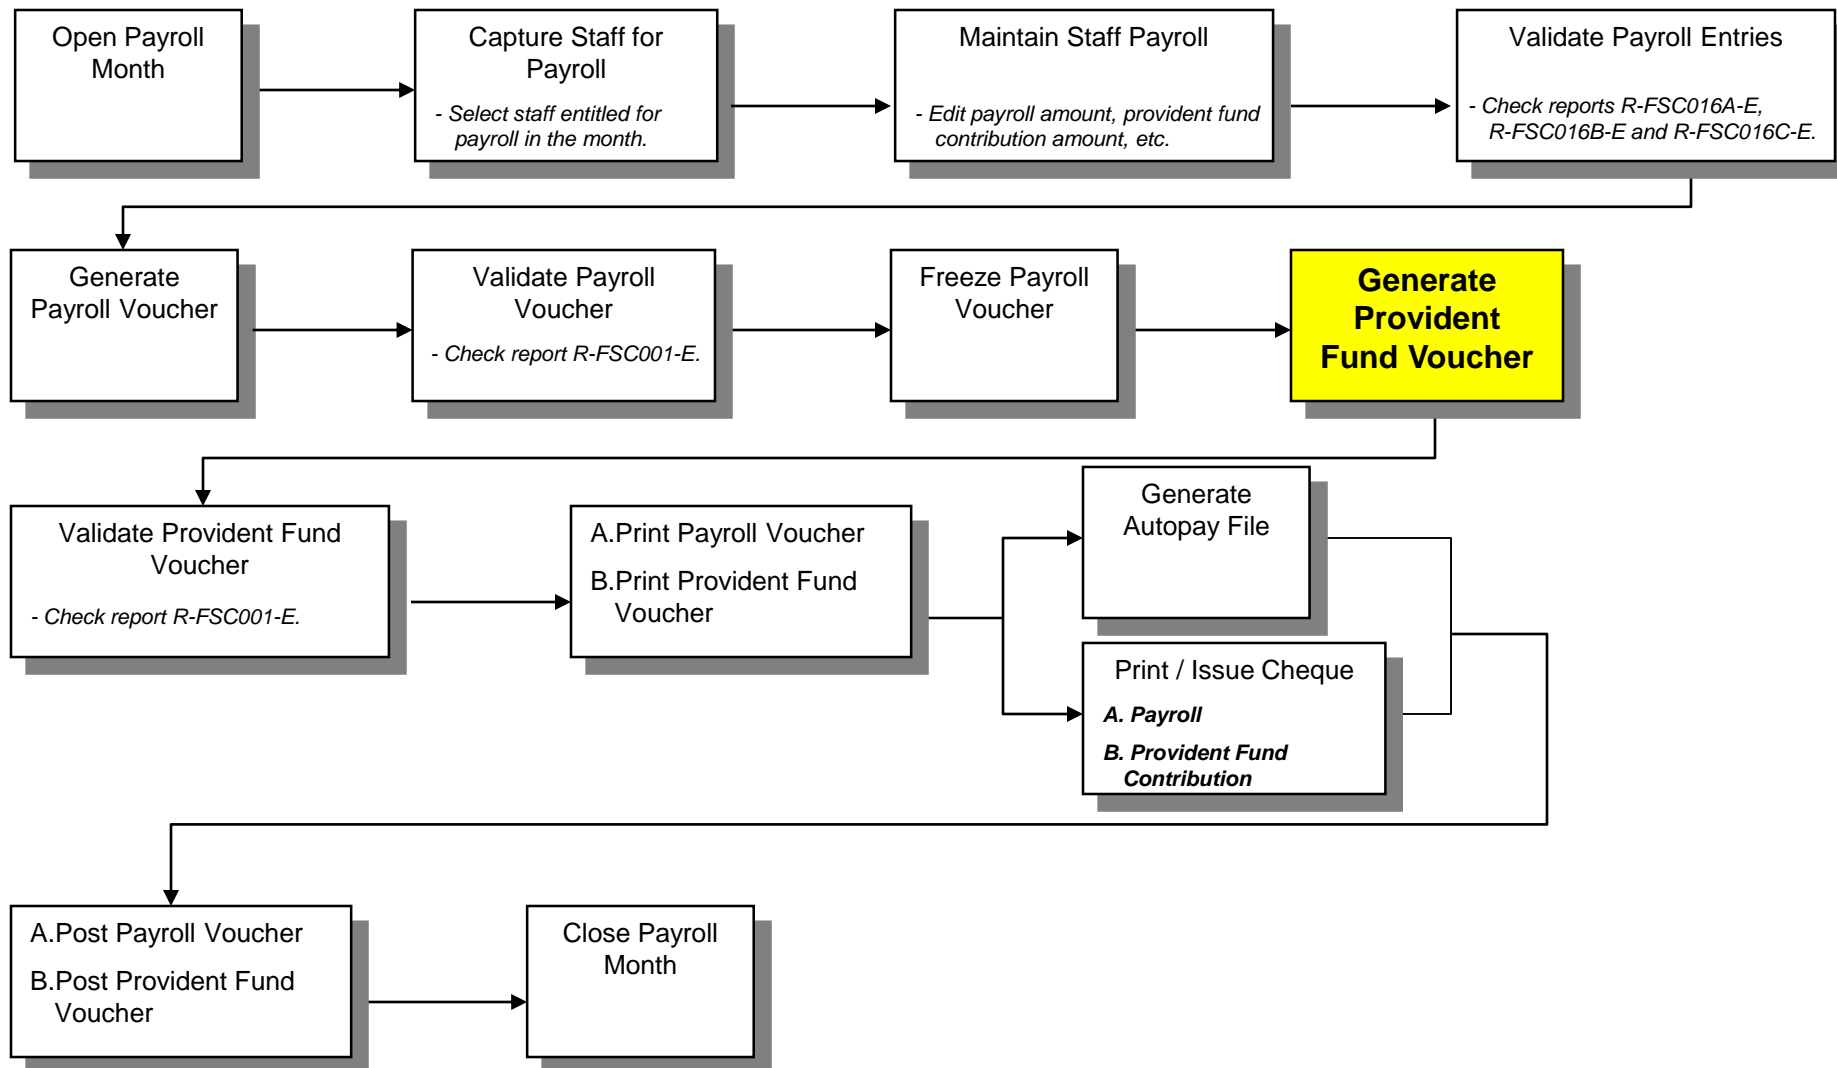 Open Payroll
Month
Capture Staff for
Payroll
- Select staff entitled for
payroll in the month.
Maintain Staff Payroll
- Edit payroll amount, provident fund
contribution amount, etc.
Validate Payroll Entries
- Check reports R-FSC016A-E,
R-FSC016B-E and R-FSC016C-E.
Generate
Payroll Voucher
Validate Payroll
Voucher
- Check report R-FSC001-E.
Freeze Payroll
Voucher
Generate
Provident
Fund Voucher
Validate Provident Fund
Voucher
- Check report R-FSC001-E.
A.Print Payroll Voucher
B.Print Provident Fund
Voucher
Generate
Autopay File
Print / Issue Cheque
A. Payroll
B. Provident Fund
Contribution
A.Post Payroll Voucher
B.Post Provident Fund
Voucher
Close Payroll
Month